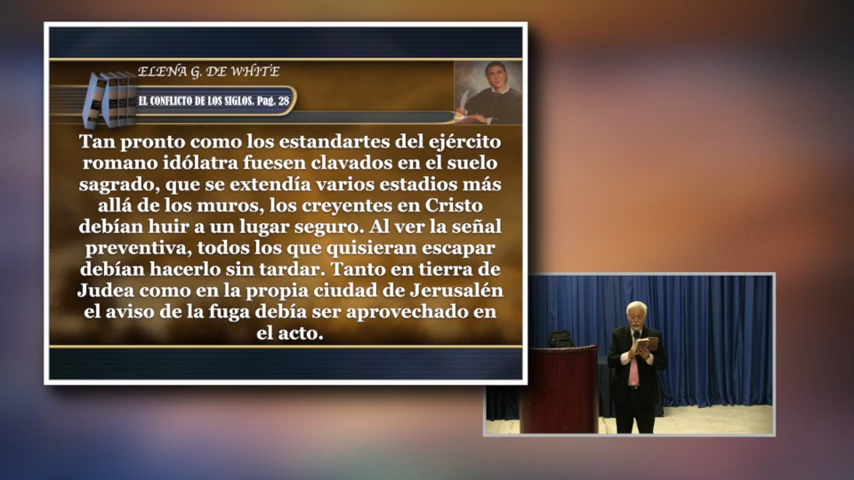 ELENA G. DE WHITE
EL CONFLICTO DE LOS SIGLOS. Pag. 28
Tan pronto como los estandartes del ejército
romano idólatra fuesen clavados en el suelo
sagrado, que se extendía varios estadios más
allá de los muros, los creyentes en Cristo
debían huir a un lugar seguro. Al ver la señal
preventiva, todos los que quisieran escapar
debían hacerlo sin tardar. Tanto en tierra de
Judea como en la propia ciudad de Jerusalén
el aviso de la fuga debía ser aprovechado en
el acto.